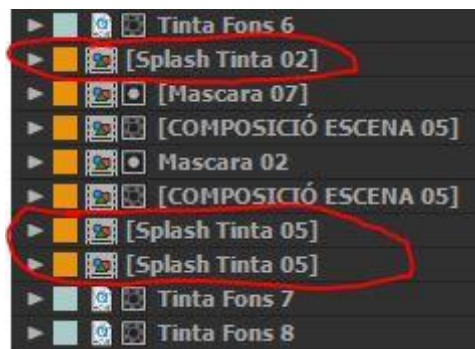 Tinta Fons 6
[Splash Tinta 02]
[Mascara 07]
[COMPOSICIÓ ESCENA 05]
Mascara 02
[COMPOSICIÓ ESCENA 05]
[Splash Tinta 05]
[Splash Tinta 05]
Tinta Fons 7
Tinta Fons 8